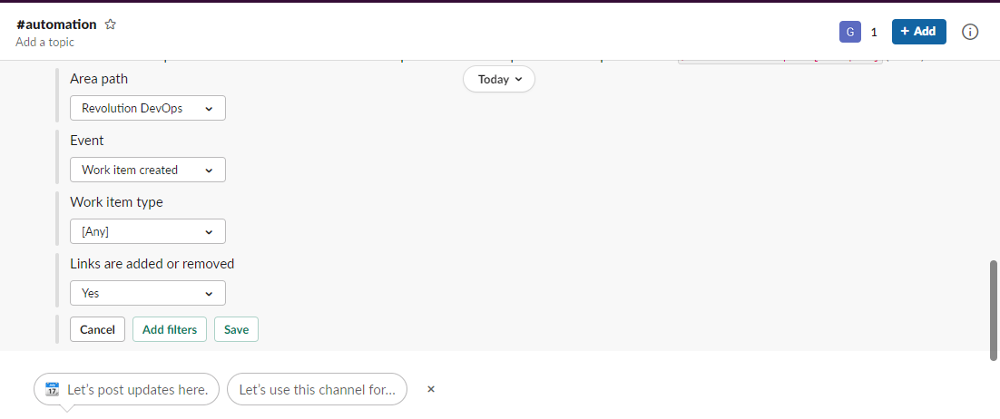 #automation
Add a topic
G 1 + Add
Today
Area path
Revolution DevOps
Event
Work item created
Work item type
[Any]
Links are added or removed
Yes
Cancel Add filters Save
17 Let's post updates here. Let's use this channel for...